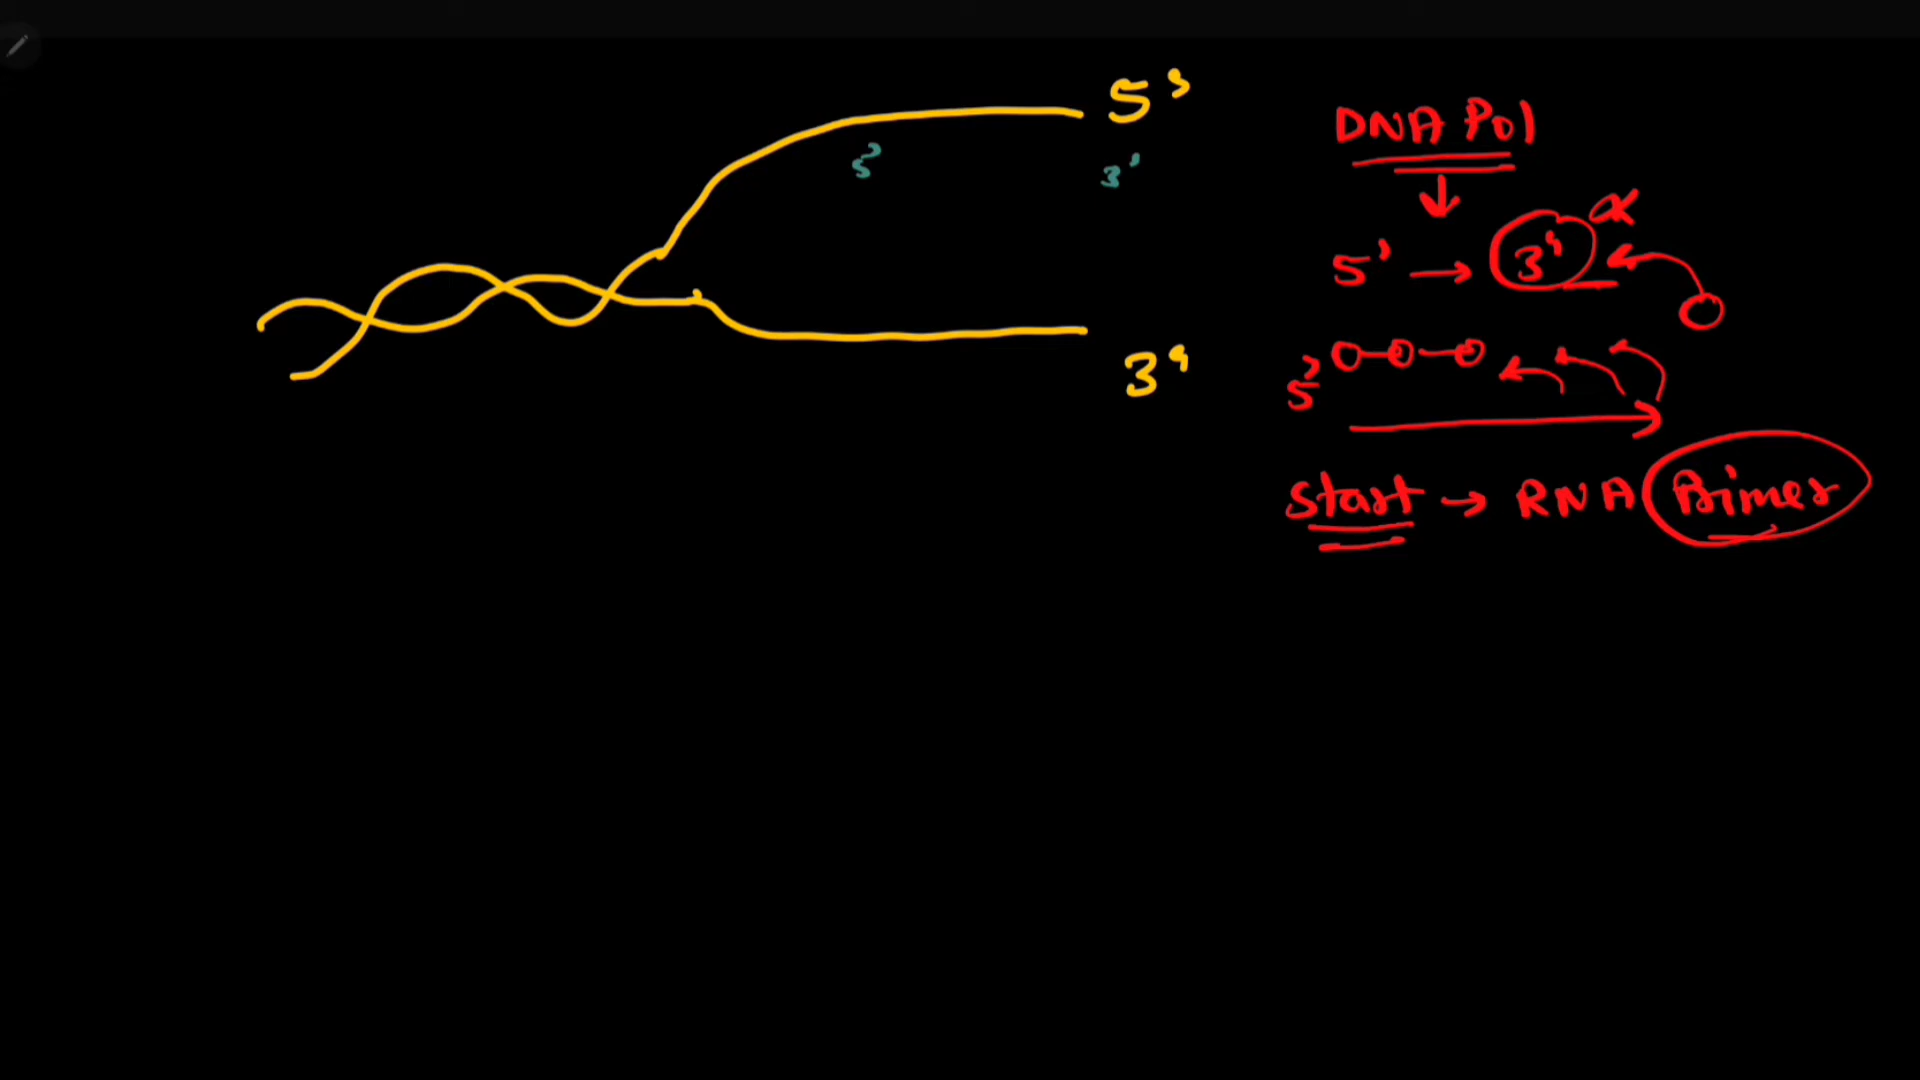 5'
5' 3'
3'
DNA Pol
5' → 3'
5'
Start → RNA Primer